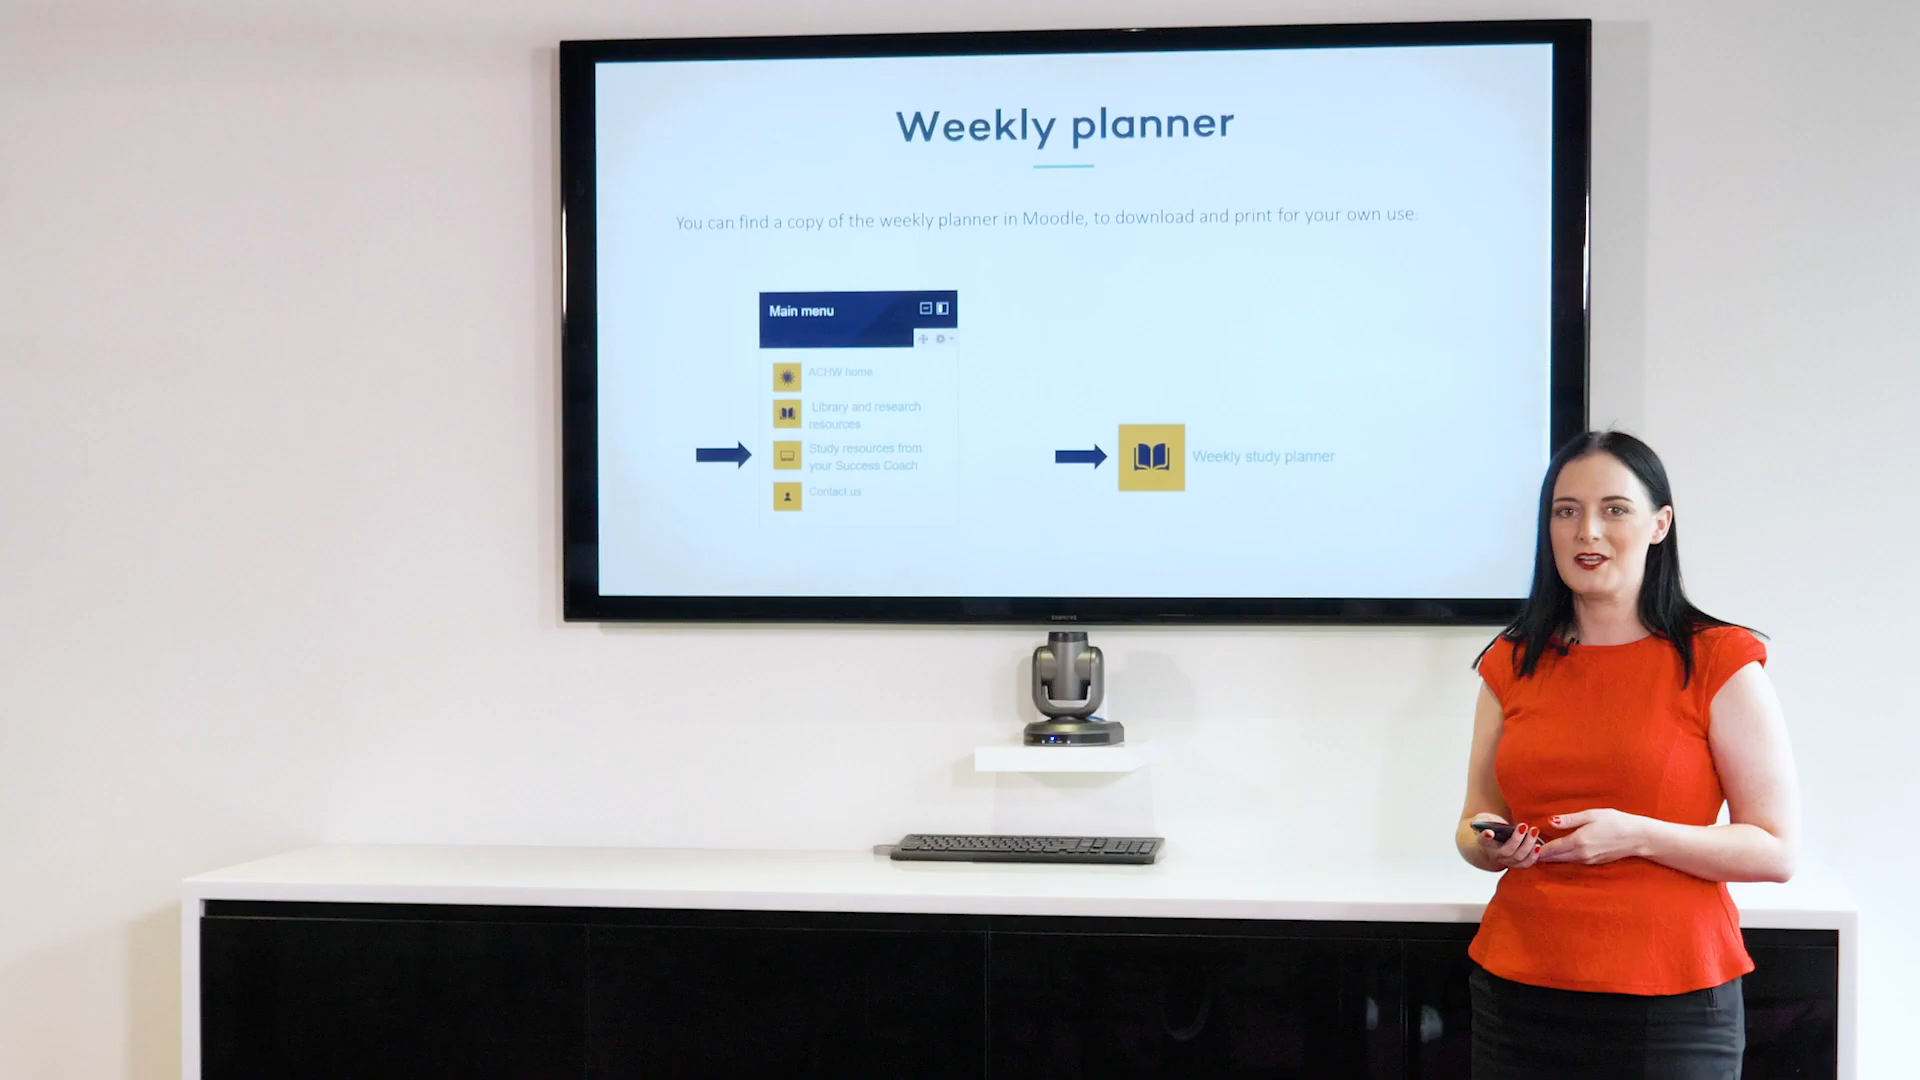 Weekly planner
You can find a copy of the weekly planner in Moodle, to download and print for your own use.
Main menu
ACHW home
Library and research
resources
Study resources from
your Success Coach
Contact us
Weekly study planner
SAMSUNG